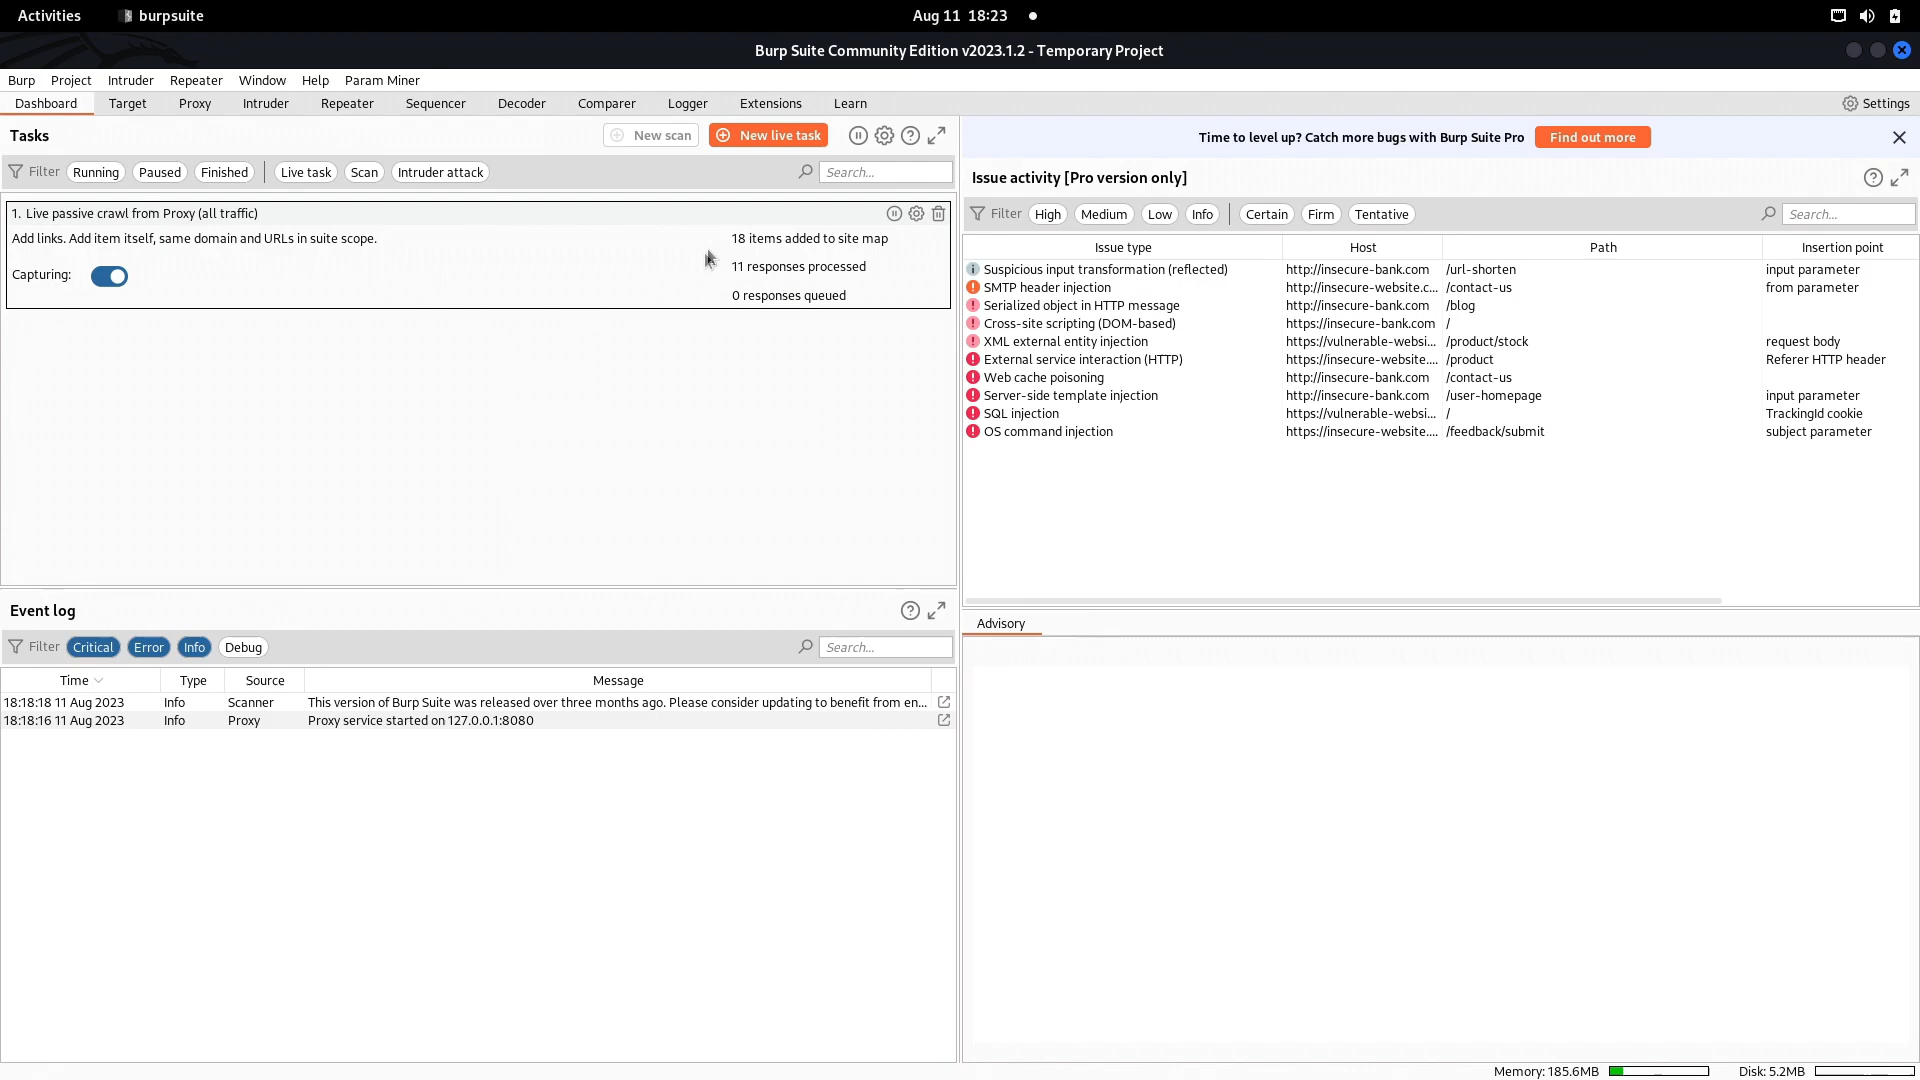 Activities burpsuite Aug 11 18:23
Burp Suite Community Edition v2023.1.2 - Temporary Project
Burp Project Intruder Repeater Window Help Param Miner
Dashboard Target Proxy Intruder Repeater Sequencer Decoder Comparer Logger Extensions Learn Settings
Tasks New scan New live task
Filter Running Paused Finished Live task Scan Intruder attack Search...
1. Live passive crawl from Proxy (all traffic)
Add links. Add item itself, same domain and URLs in suite scope. 18 items added to site map
Capturing: 11 responses processed
0 responses queued
Time to level up? Catch more bugs with Burp Suite Pro Find out more
Issue activity [Pro version only]
Filter High Medium Low Info Certain Firm Tentative Search...
Issue type Host Path Insertion point
Suspicious input transformation (reflected) http://insecure-bank.com /url-shorten input parameter
SMTP header injection http://insecure-website.c... /contact-us from parameter
Serialized object in HTTP message http://insecure-bank.com /blog
Cross-site scripting (DOM-based) https://insecure-bank.com /
XML external entity injection https://vulnerable-websi... /product/stock request body
External service interaction (HTTP) https://insecure-website.... /product Referer HTTP header
Web cache poisoning http://insecure-bank.com /contact-us
Server-side template injection http://insecure-bank.com /user-homepage input parameter
SQL injection https://vulnerable-websi... / TrackingId cookie
OS command injection https://insecure-website.... /feedback/submit subject parameter
Event log
Filter Critical Error Info Debug Search...
Time Type Source Message
18:18:18 11 Aug 2023 Info Scanner This version of Burp Suite was released over three months ago. Please consider updating to benefit from en...
18:18:16 11 Aug 2023 Info Proxy Proxy service started on 127.0.0.1:8080
Advisory
Memory: 185.6MB Disk: 5.2MB